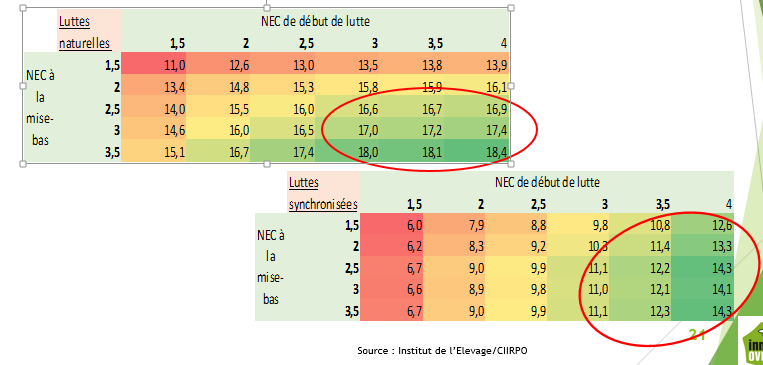 Luttes NEC de début de lutte
naturelles 1,5 2 2,5 3 3,5 4
NEC à la mise-bas
1,5 11,0 12,6 13,0 13,5 13,8 13,9
2 13,4 14,8 15,3 15,8 15,9 16,1
2,5 14,0 15,5 16,0 16,6 16,7 16,9
3 14,6 16,0 16,5 17,0 17,2 17,4
3,5 15,1 16,7 17,4 18,0 18,1 18,4
Luttes NEC de début de lutte
synchronisées 1,5 2 2,5 3 3,5 4
NEC à la mise-bas
1,5 6,0 7,9 8,8 9,8 10,8 12,6
2 6,2 8,3 9,2 10,3 11,4 13,3
2,5 6,7 9,0 9,9 11,1 12,2 14,3
3 6,6 8,9 9,8 11,0 12,1 14,1
3,5 6,7 9,0 9,9 11,1 12,3 14,3
21
Source : Institut de l'Elevage/CIIRPO